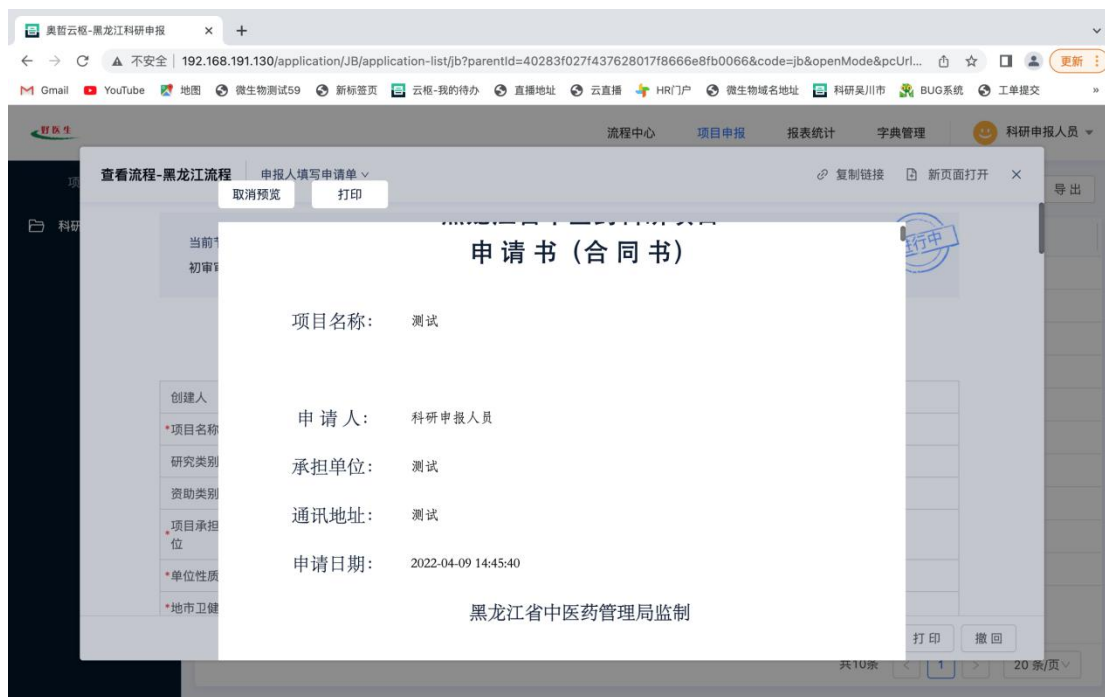 奥哲云枢-黑龙江科研申报
不安全 192.168.191.130/application/JB/application-list/jb?parentId=40283f027f437628017f8666e8fb0066&code=jb&openMode&pcUrl... 更新
Gmail YouTube 地图 微生物测试59 新标签页 云枢-我的待办 直播地址 云直播 HR门户 微生物域名地址 科研吴川市 BUG系统 工单提交 »
好医生 流程中心 项目申报 报表统计 字典管理 科研申报人员
查看流程-黑龙江流程 申报人填写申请单 复制链接 新页面打开
取消预览 打印
导出
科研
当前节
初审
进行中
申请书（合同书）
项目名称： 测试
创建人
申请人： 科研申报人员
*项目名称
研究类别
承担单位： 测试
资助类别
通讯地址： 测试
*项目承担
位
申请日期： 2022-04-09 14:45:40
*单位性质
*地市卫健
黑龙江省中医药管理局监制
打印 撤回
共10条 < 1 > 20 条/页